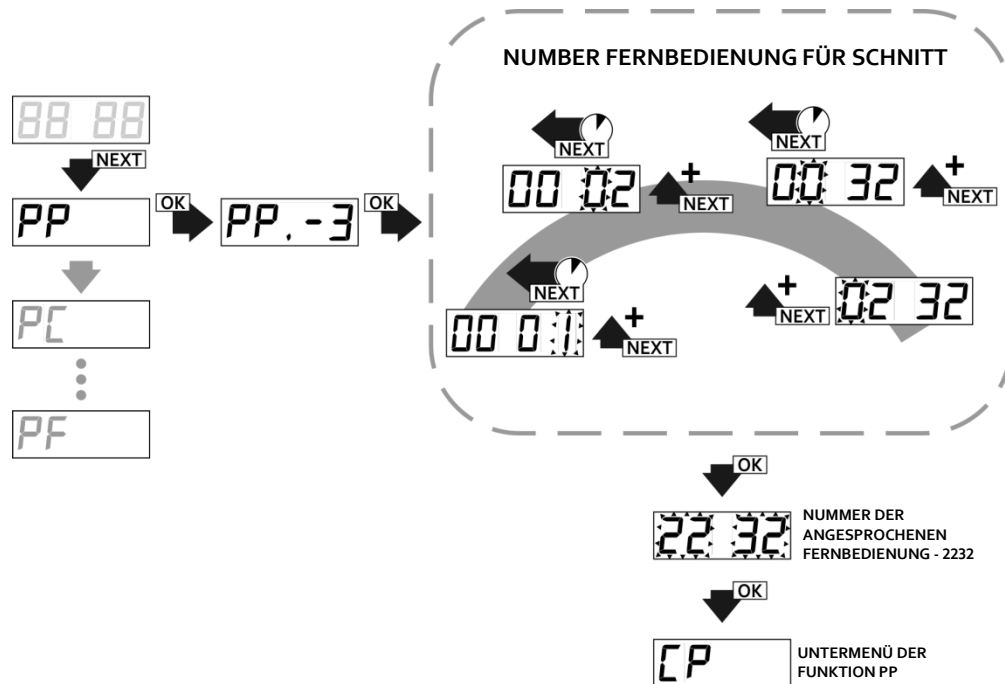 NUMBER FERNBEDIENUNG FÜR SCHNITT
88 88
NEXT
PP
OK
PP.-3
OK
PC
PF
NEXT
00 02
+
NEXT
NEXT
00 32
+
NEXT
NEXT
00 01
+
NEXT
+
NEXT
02 32
OK
22 32
NUMMER DER
ANGESPROCHENEN
FERNBEDIENUNG - 2232
OK
CP
UNTERMENÜ DER
FUNKTION PP